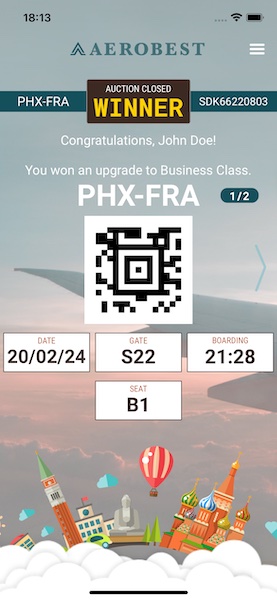 18:13
AEROBEST
AUCTION CLOSED
PHX-FRA WINNER SDK66220803
Congratulations, John Doe!
You won an upgrade to Business Class.
PHX-FRA 1/2
DATE GATE BOARDING
20/02/24 S22 21:28
SEAT
B1